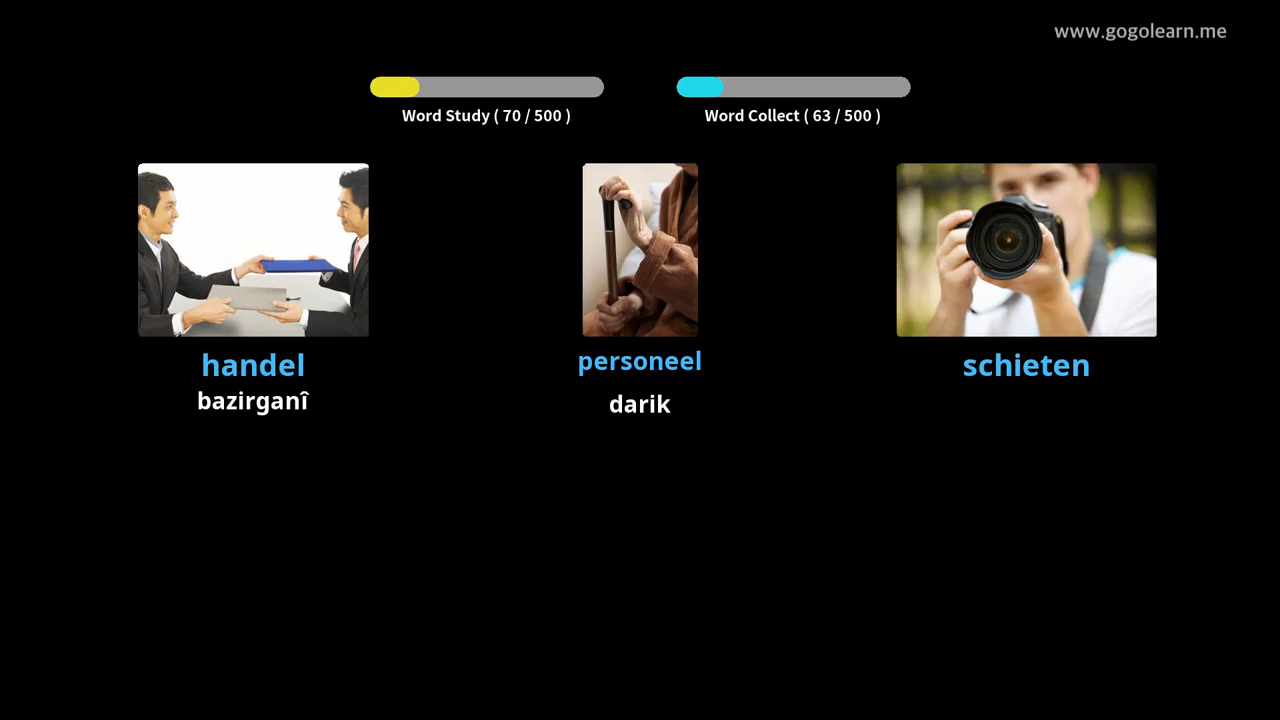 www.gogolearn.me
Word Study ( 70 / 500 )
Word Collect ( 63 / 500 )
handel
bazirganî
personeel
darik
schieten